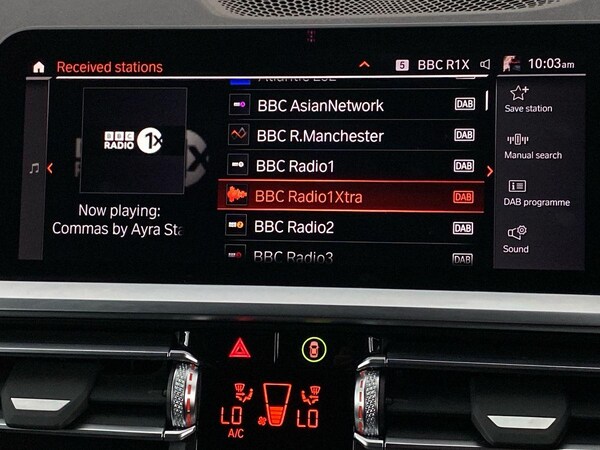 Received stations
5 BBC R1X
10:03am
BBC
RADIO 1X
Now playing:
Commas by Ayra Sta
BBC AsianNetwork DAB
BBC R.Manchester DAB
BBC Radio1 DAB
BBC Radio1Xtra DAB
BBC Radio2 DAB
BBC Radio3 DAB
Save station
Manual search
DAB programme
Sound
LO LO
A/C